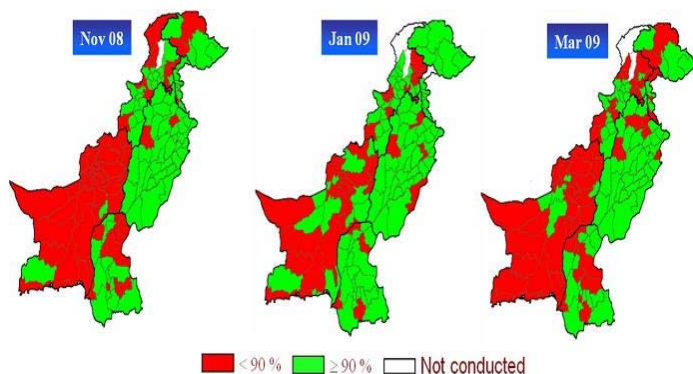 Nov 08
Jan 09
Mar 09
< 90 %
≥ 90 %
Not conducted